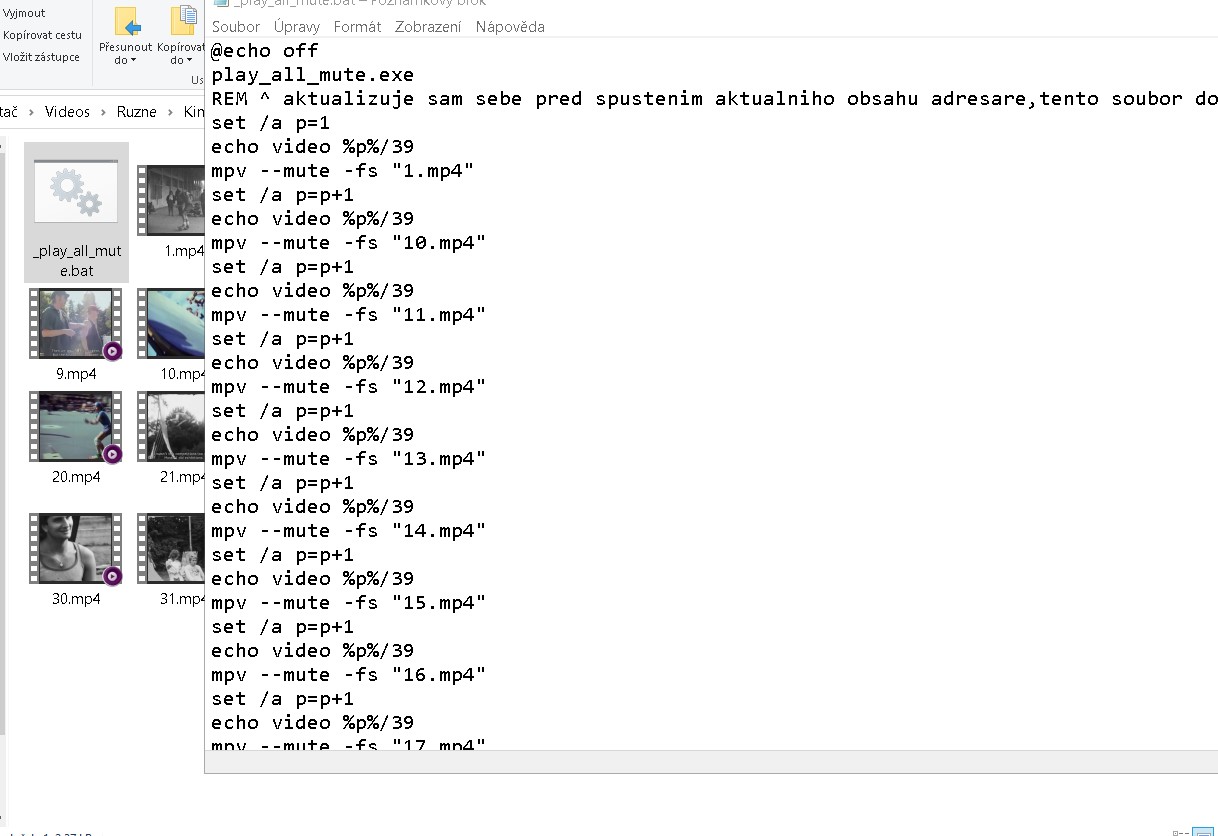 Vyjmout
Kopírovat cestu
Vložit zástupce
Přesunout do
Kopírovat do
Us
tač › Videos › Ruzne › Kin
_play_all_mute.bat
1.mp4
9.mp4
10.mp4
20.mp4
21.mp4
30.mp4
31.mp4
_play_all_mute.bat – Poznámkový blok
Soubor Úpravy Formát Zobrazení Nápověda
@echo off
play_all_mute.exe
REM ^ aktualizuje sam sebe pred spustenim aktualniho obsahu adresare,tento soubor do
set /a p=1
echo video %p%/39
mpv --mute -fs "1.mp4"
set /a p=p+1
echo video %p%/39
mpv --mute -fs "10.mp4"
set /a p=p+1
echo video %p%/39
mpv --mute -fs "11.mp4"
set /a p=p+1
echo video %p%/39
mpv --mute -fs "12.mp4"
set /a p=p+1
echo video %p%/39
mpv --mute -fs "13.mp4"
set /a p=p+1
echo video %p%/39
mpv --mute -fs "14.mp4"
set /a p=p+1
echo video %p%/39
mpv --mute -fs "15.mp4"
set /a p=p+1
echo video %p%/39
mpv --mute -fs "16.mp4"
set /a p=p+1
echo video %p%/39
mpv --mute -fs "17.mp4"